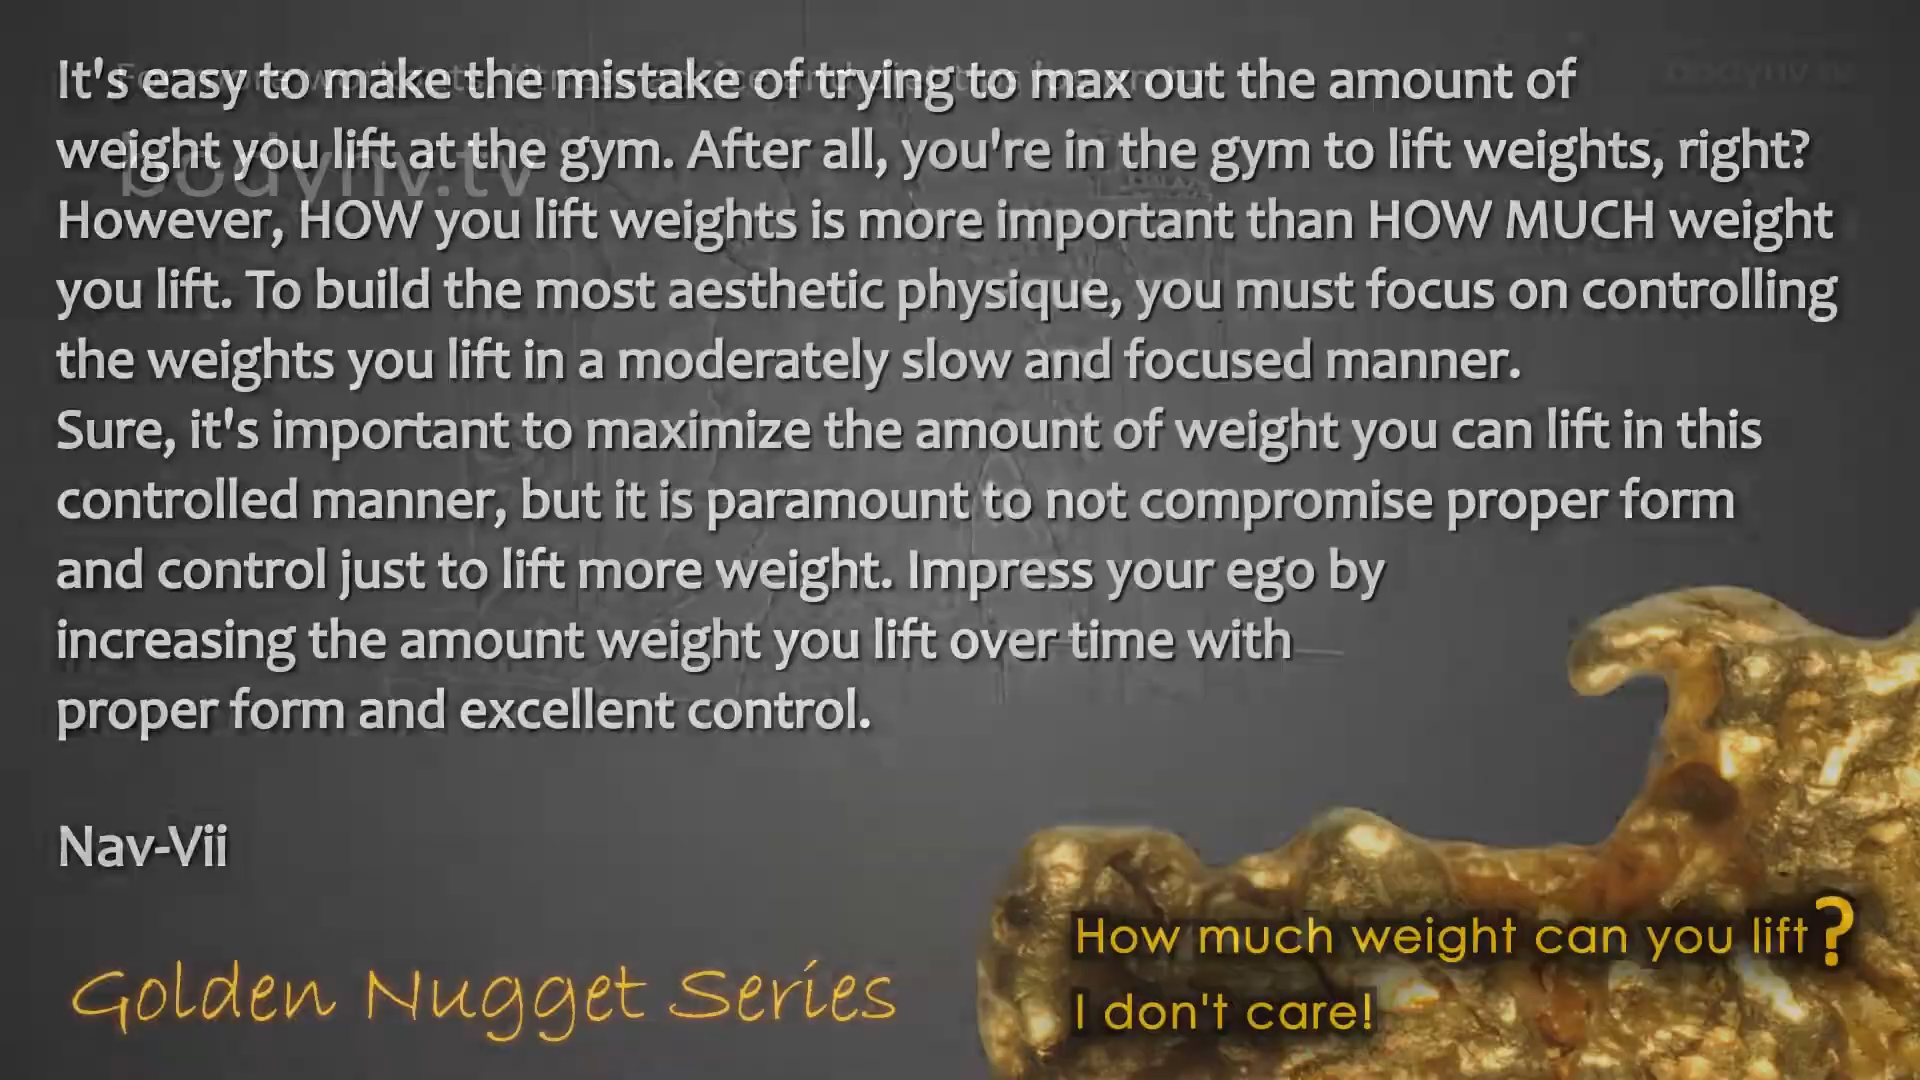 It's easy to make the mistake of trying to max out the amount of
weight you lift at the gym. After all, you're in the gym to lift weights, right?
However, HOW you lift weights is more important than HOW MUCH weight
you lift. To build the most aesthetic physique, you must focus on controlling
the weights you lift in a moderately slow and focused manner.
Sure, it's important to maximize the amount of weight you can lift in this
controlled manner, but it is paramount to not compromise proper form
and control just to lift more weight. Impress your ego by
increasing the amount weight you lift over time with
proper form and excellent control.
Nav-Vii
Golden Nugget Series
How much weight can you lift?
I don't care!
bodynv.tv